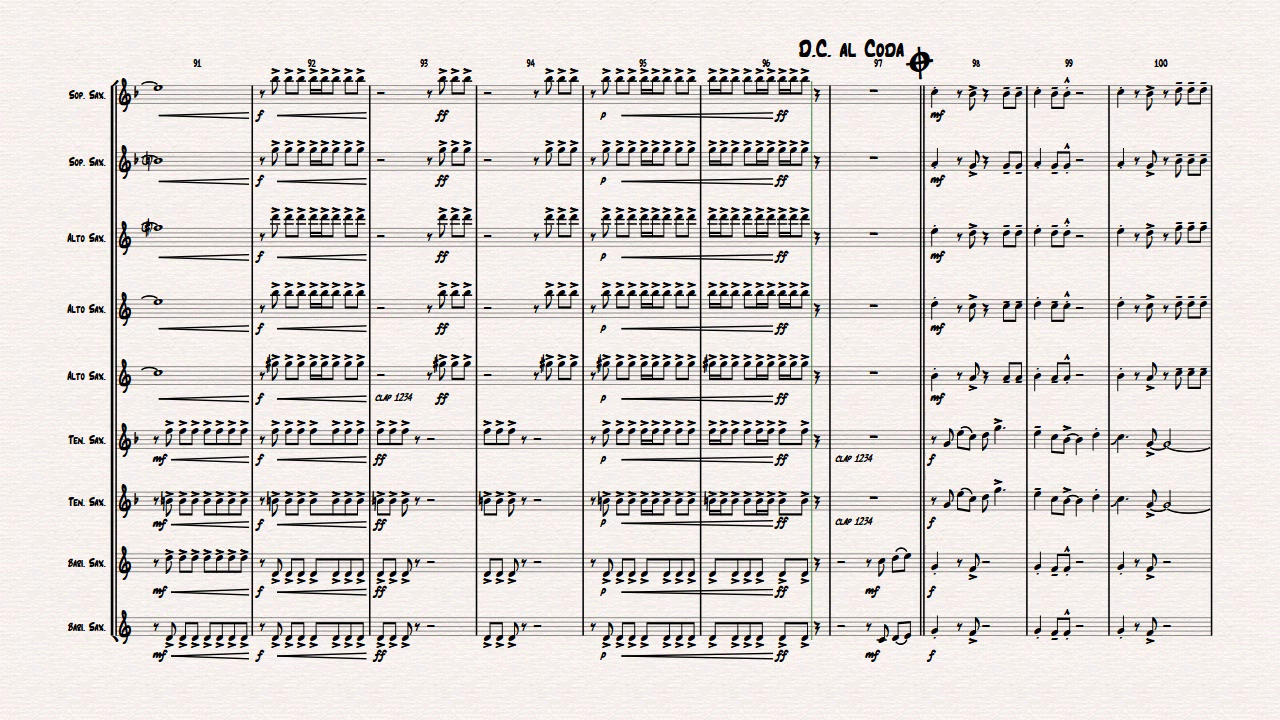 D.C. al Coda
91 92 93 94 95 96 97 98 99 100
Sop. Sax.
f ff p ff mf
Sop. Sax.
f ff p ff mf
Alto Sax.
f ff p ff mf
Alto Sax.
f ff p ff mf
Alto Sax.
f clap 1234 ff p ff mf
Ten. Sax.
mf f ff p ff clap 1234 f
Ten. Sax.
mf f ff p ff clap 1234 f
Bari. Sax.
mf f ff p ff mf f
Bari. Sax.
mf f ff p ff mf f